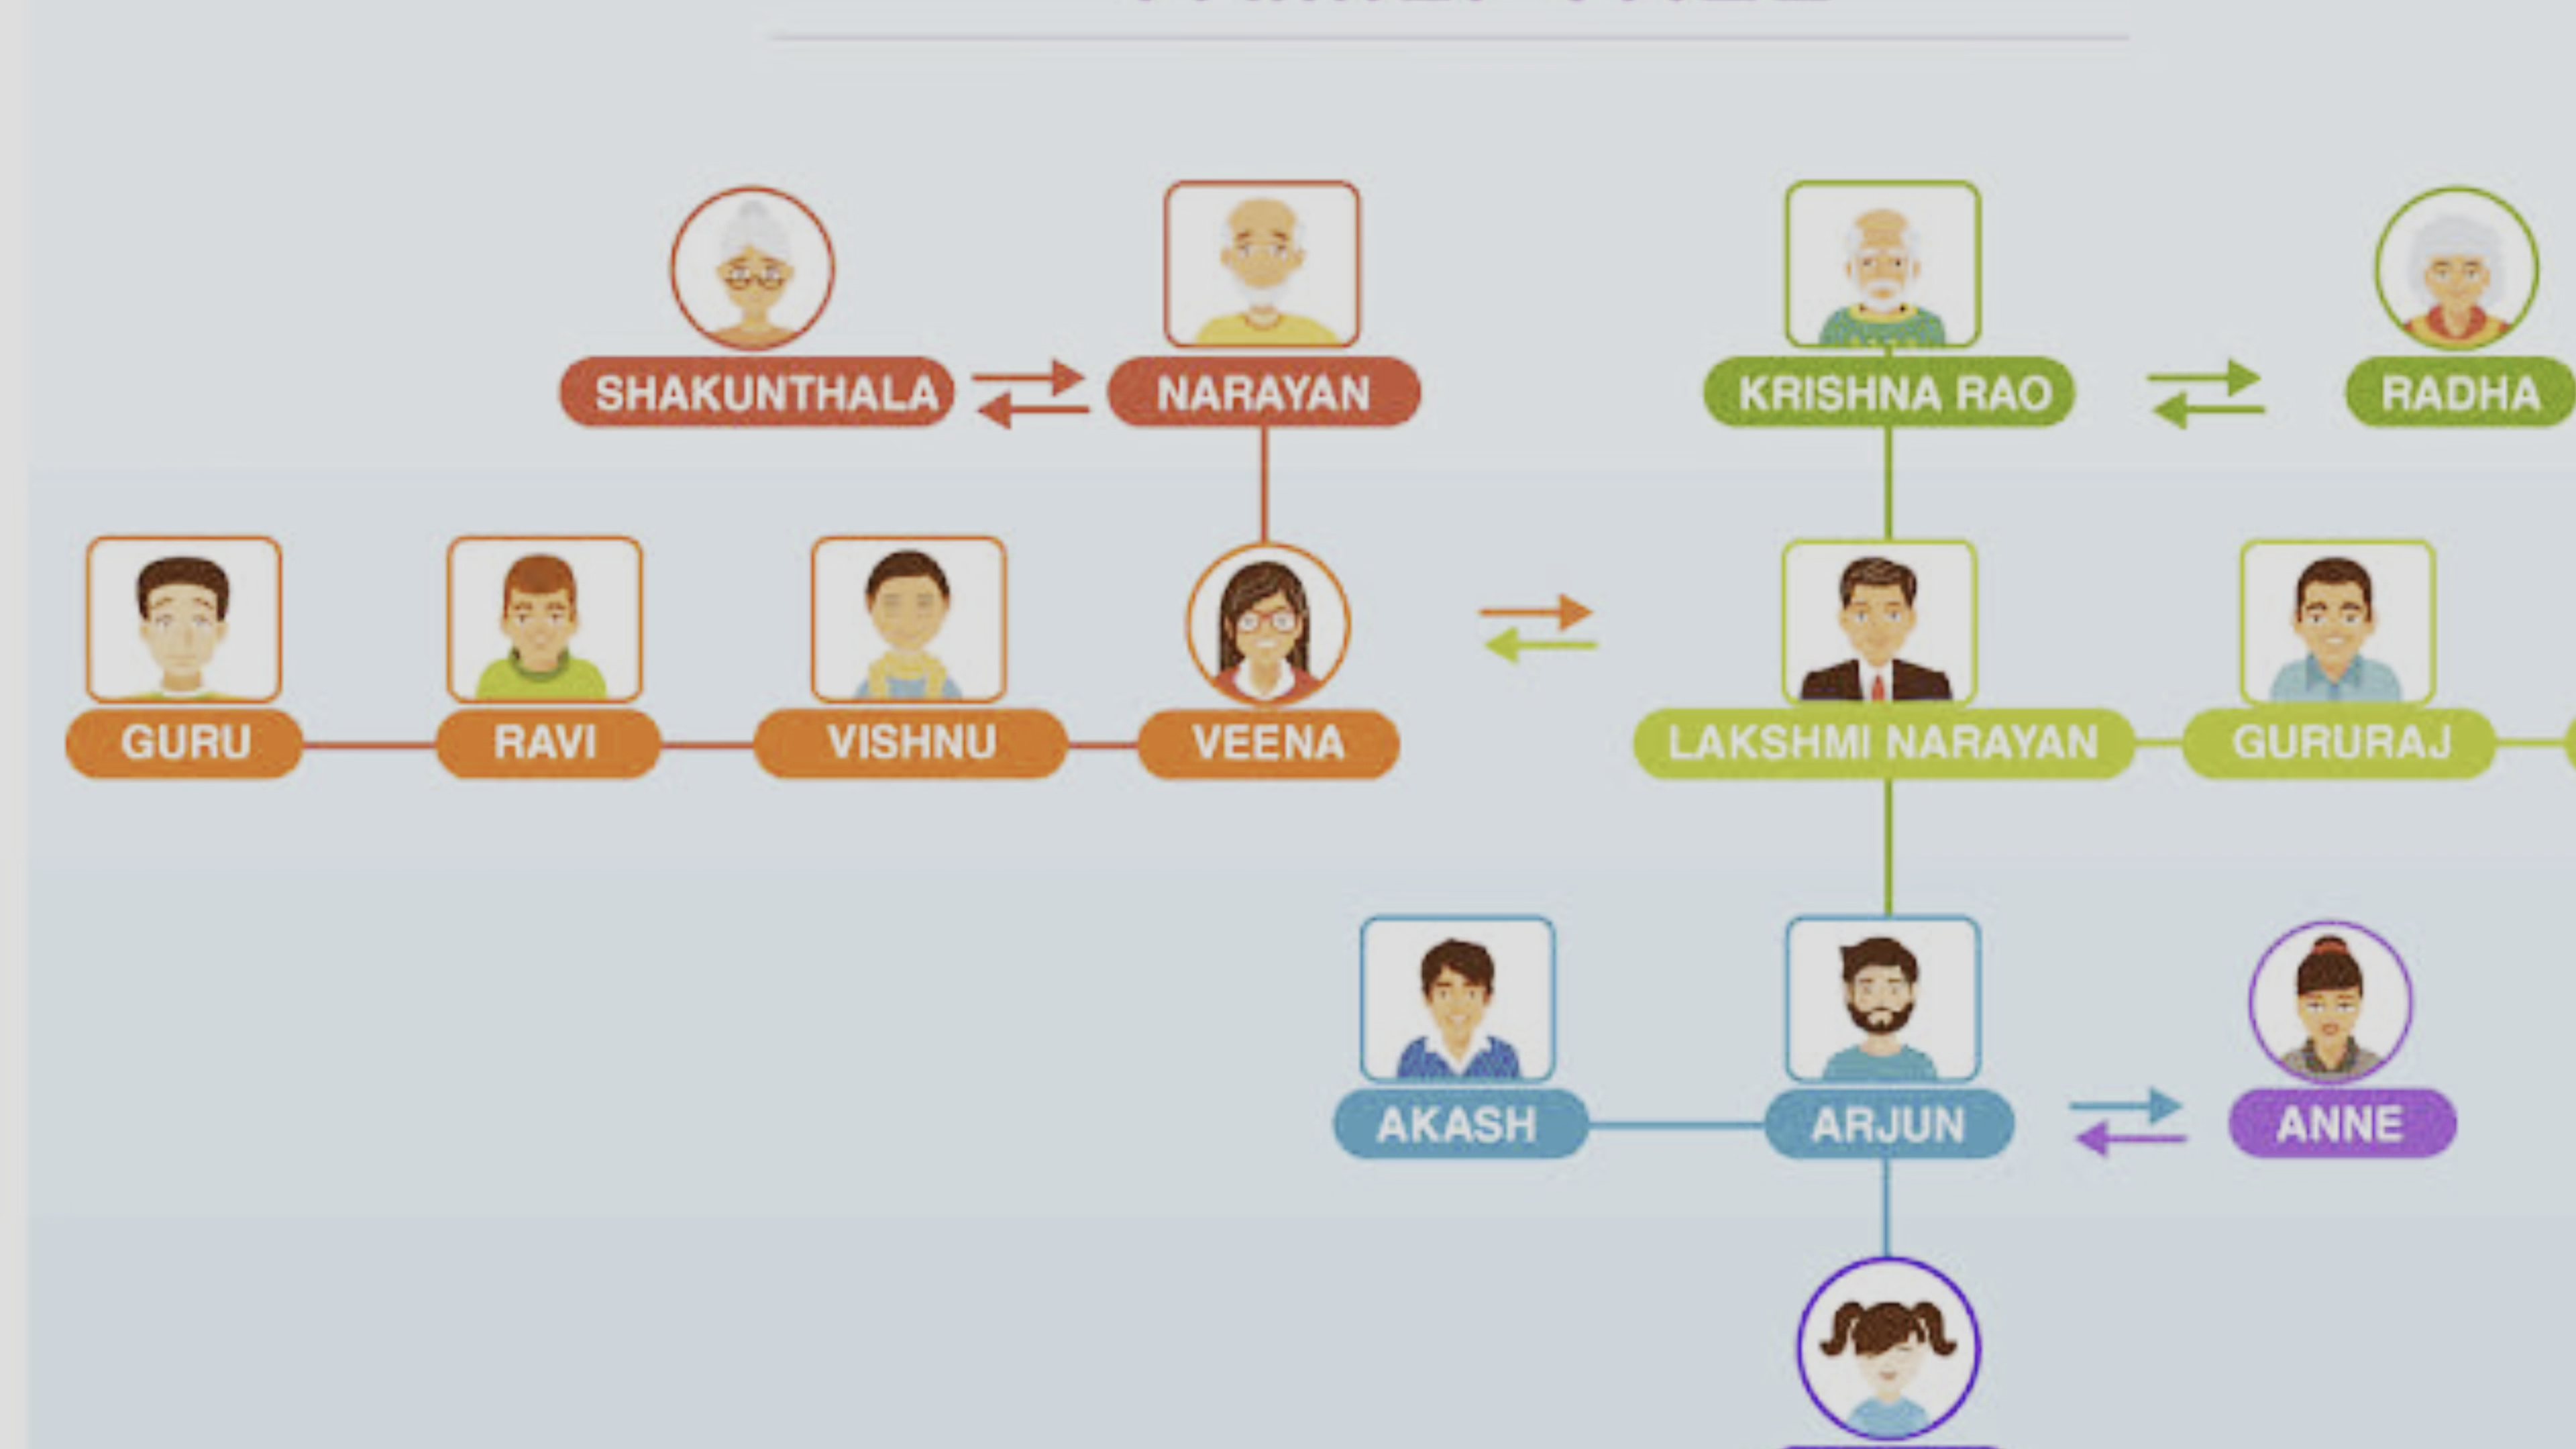 SHAKUNTHALA NARAYAN KRISHNA RAO RADHA
GURU RAVI VISHNU VEENA LAKSHMI NARAYAN GURURAJ
AKASH ARJUN ANNE